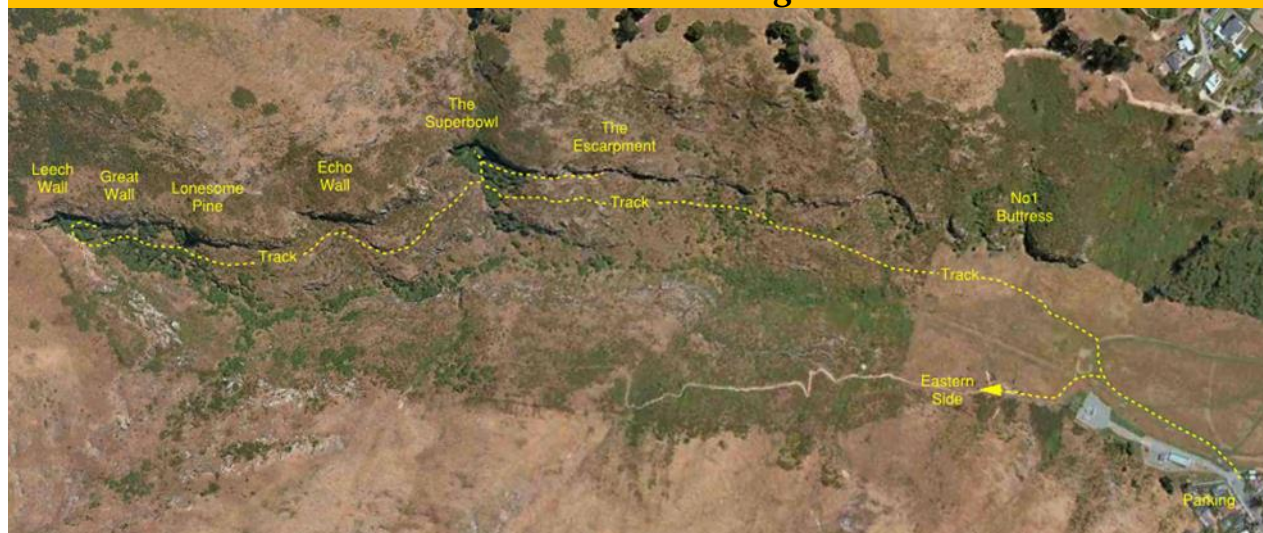 The
Superbowl
The
Escarpment
Leech
Wall
Great
Wall
Lonesome
Pine
Echo
Wall
No1
Buttress
Track
Track
Track
Eastern
Side
Parking